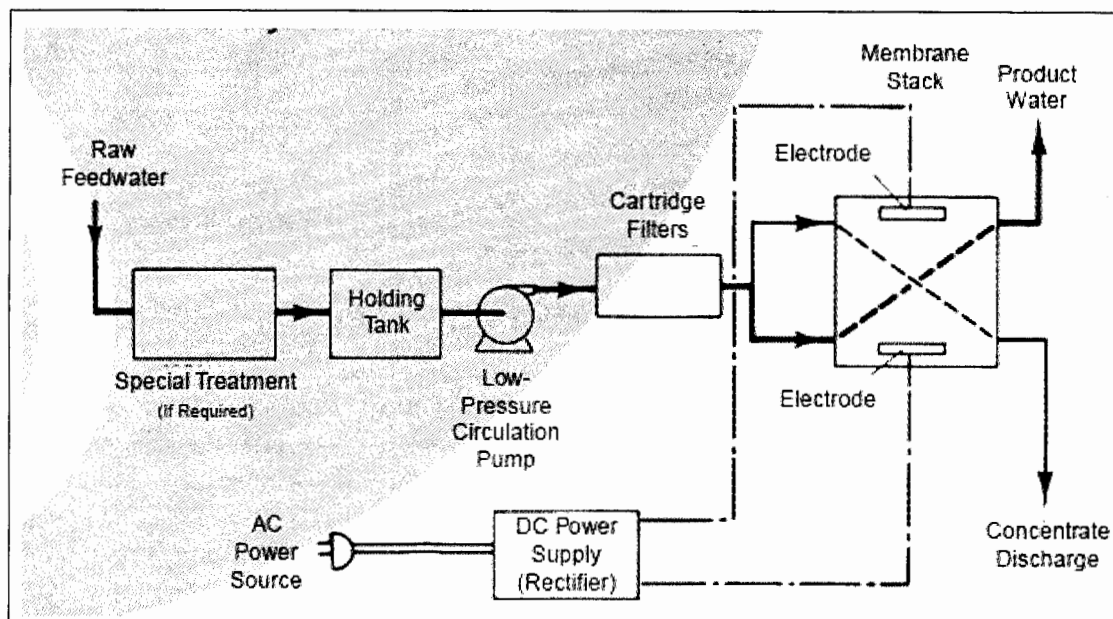 Membrane
Stack
Product
Water
Raw
Feedwater
Electrode
Cartridge
Filters
Holding
Tank
Special Treatment
(If Required)
Low-
Pressure
Circulation
Pump
Electrode
AC
Power
Source
DC Power
Supply
(Rectifier)
Concentrate
Discharge